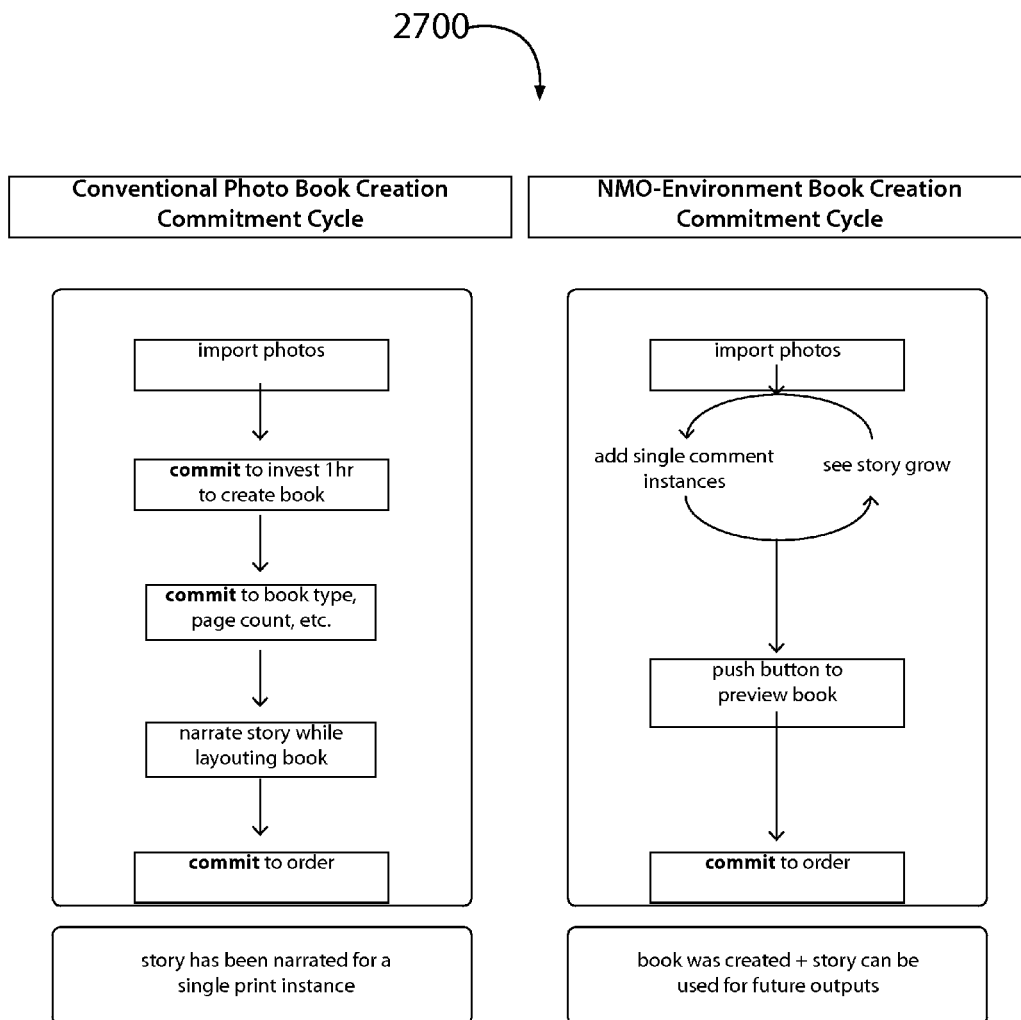 2700
Conventional Photo Book Creation
Commitment Cycle
import photos
commit to invest 1hr
to create book
commit to book type,
page count, etc.
narrate story while
layouting book
commit to order
story has been narrated for a
single print instance
NMO-Environment Book Creation
Commitment Cycle
import photos
add single comment
instances
see story grow
push button to
preview book
commit to order
book was created + story can be
used for future outputs